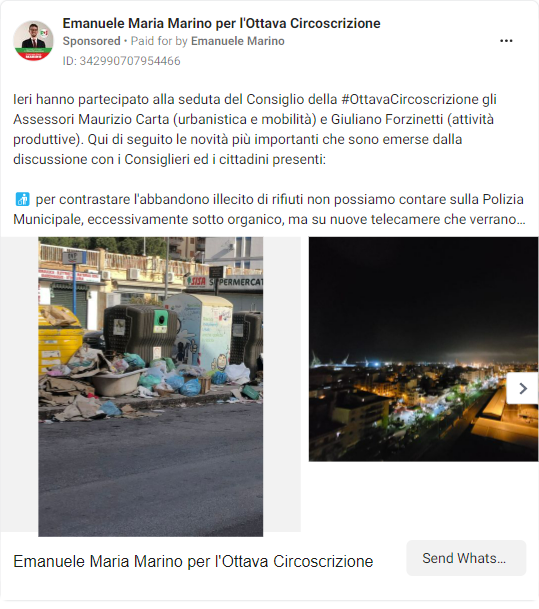 Emanuele Maria Marino per l'Ottava Circoscrizione
Sponsored • Paid for by Emanuele Marino
ID: 342990707954466
Ieri hanno partecipato alla seduta del Consiglio della #OttavaCircoscrizione gli
Assessori Maurizio Carta (urbanistica e mobilità) e Giuliano Forzinetti (attività
produttive). Qui di seguito le novità più importanti che sono emerse dalla
discussione con i Consiglieri ed i cittadini presenti:
🚮 per contrastare l'abbandono illecito di rifiuti non possiamo contare sulla Polizia
Municipale, eccessivamente sotto organico, ma su nuove telecamere che verrano...
SISA SUPERMERCAT
Emanuele Maria Marino per l'Ottava Circoscrizione
Send Whats...